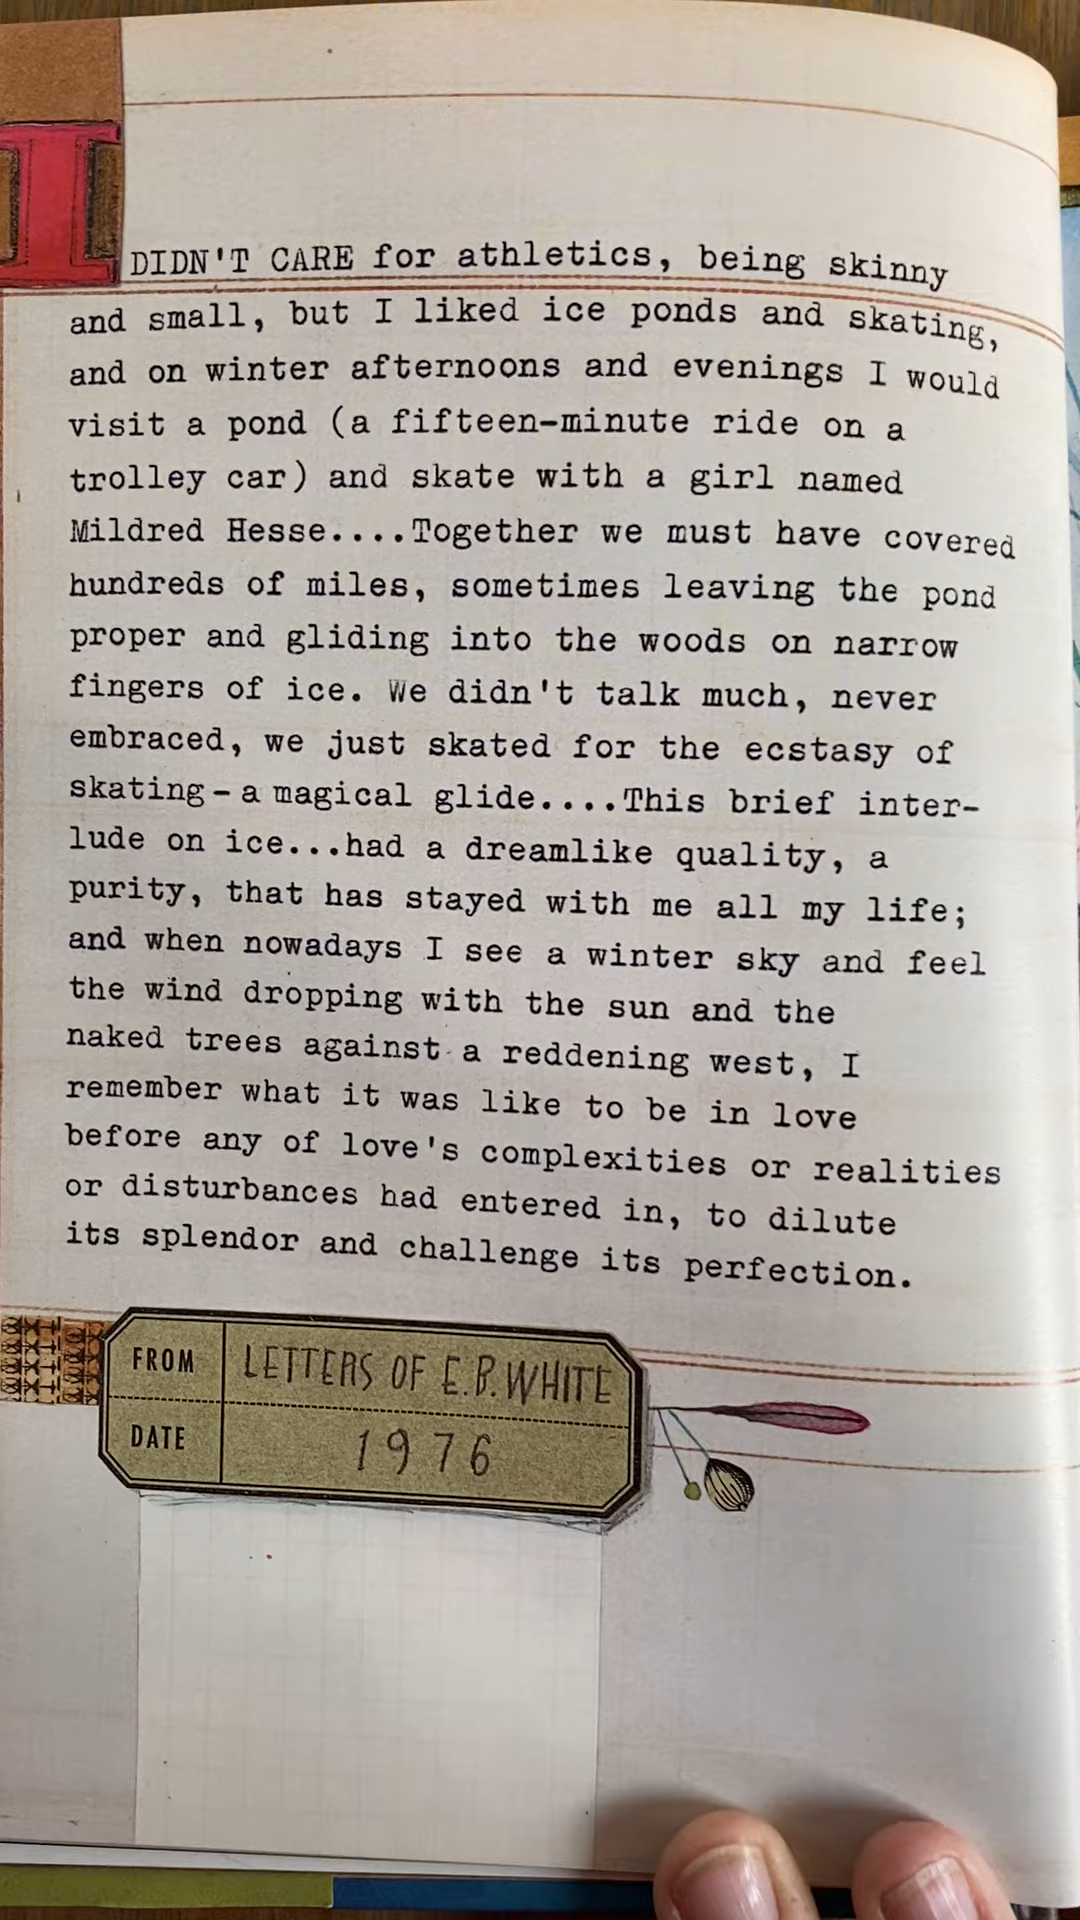 I DIDN'T CARE for athletics, being skinny
and small, but I liked ice ponds and skating,
and on winter afternoons and evenings I would
visit a pond (a fifteen-minute ride on a
trolley car) and skate with a girl named
Mildred Hesse....Together we must have covered
hundreds of miles, sometimes leaving the pond
proper and gliding into the woods on narrow
fingers of ice. We didn't talk much, never
embraced, we just skated for the ecstasy of
skating – a magical glide....This brief inter-
lude on ice...had a dreamlike quality, a
purity, that has stayed with me all my life;
and when nowadays I see a winter sky and feel
the wind dropping with the sun and the
naked trees against a reddening west, I
remember what it was like to be in love
before any of love's complexities or realities
or disturbances had entered in, to dilute
its splendor and challenge its perfection.
FROM LETTERS OF E.B.WHITE
DATE 1976